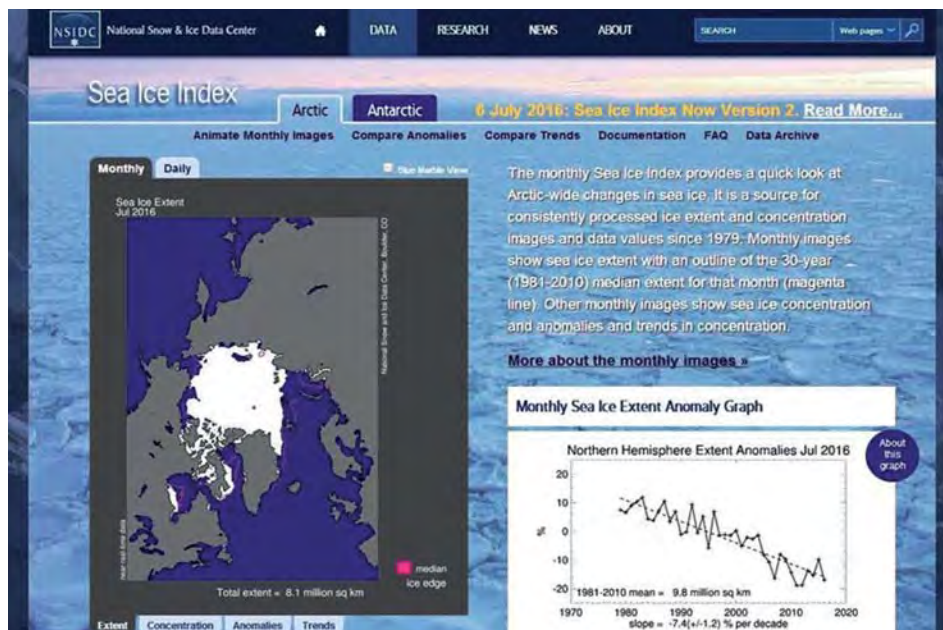 NSIDC National Snow & Ice Data Center DATA RESEARCH NEWS ABOUT SEARCH Web pages
Sea Ice Index
Arctic Antarctic 6 July 2016: Sea Ice Index Now Version 2. Read More...
Animate Monthly Images Compare Anomalies Compare Trends Documentation FAQ Data Archive
Monthly Daily Blue Marble View
Sea Ice Extent
Jul 2016
National Snow and Ice Data Center, Boulder, CO
near real-time data
median
ice edge
Total extent = 8.1 million sq km
Extent Concentration Anomalies Trends
The monthly Sea Ice Index provides a quick look at
Arctic-wide changes in sea ice. It is a source for
consistently processed ice extent and concentration
images and data values since 1979. Monthly images
show sea ice extent with an outline of the 30-year
(1981-2010) median extent for that month (magenta
line). Other monthly images show sea ice concentration
and anomalies and trends in concentration.
More about the monthly images »
Monthly Sea Ice Extent Anomaly Graph
About
this
graph
Northern Hemisphere Extent Anomalies Jul 2016
20
10
0
-10
-20
%
1981-2010 mean = 9.8 million sq km
1970 1980 1990 2000 2010 2020
slope = -7.4(+/-1.2) % per decade